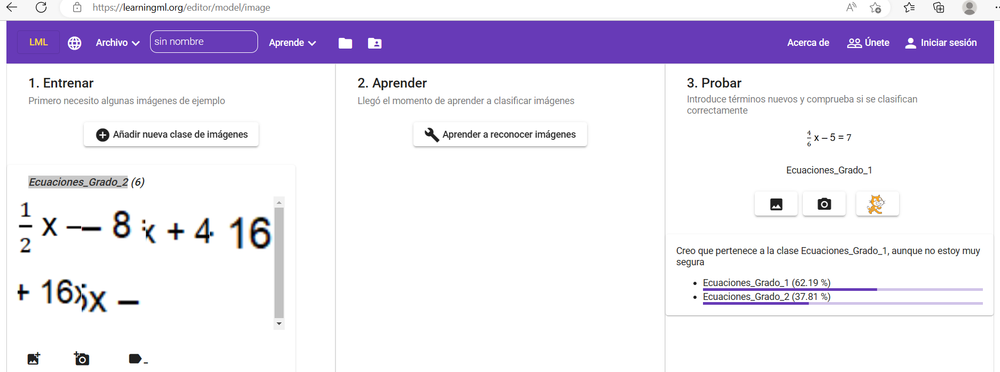 https://learningml.org/editor/model/image
LML Archivo sin nombre Aprende Acerca de Únete Iniciar sesión
1. Entrenar
Primero necesito algunas imágenes de ejemplo
Añadir nueva clase de imágenes
Ecuaciones_Grado_2 (6)
1/2 x – – 8 x + 4 16
+ 16x 5x –
2. Aprender
Llegó el momento de aprender a clasificar imágenes
Aprender a reconocer imágenes
3. Probar
Introduce términos nuevos y comprueba si se clasifican
correctamente
4/6 x – 5 = 7
Ecuaciones_Grado_1
Creo que pertenece a la clase Ecuaciones_Grado_1, aunque no estoy muy
segura
Ecuaciones_Grado_1 (62.19 %)
Ecuaciones_Grado_2 (37.81 %)